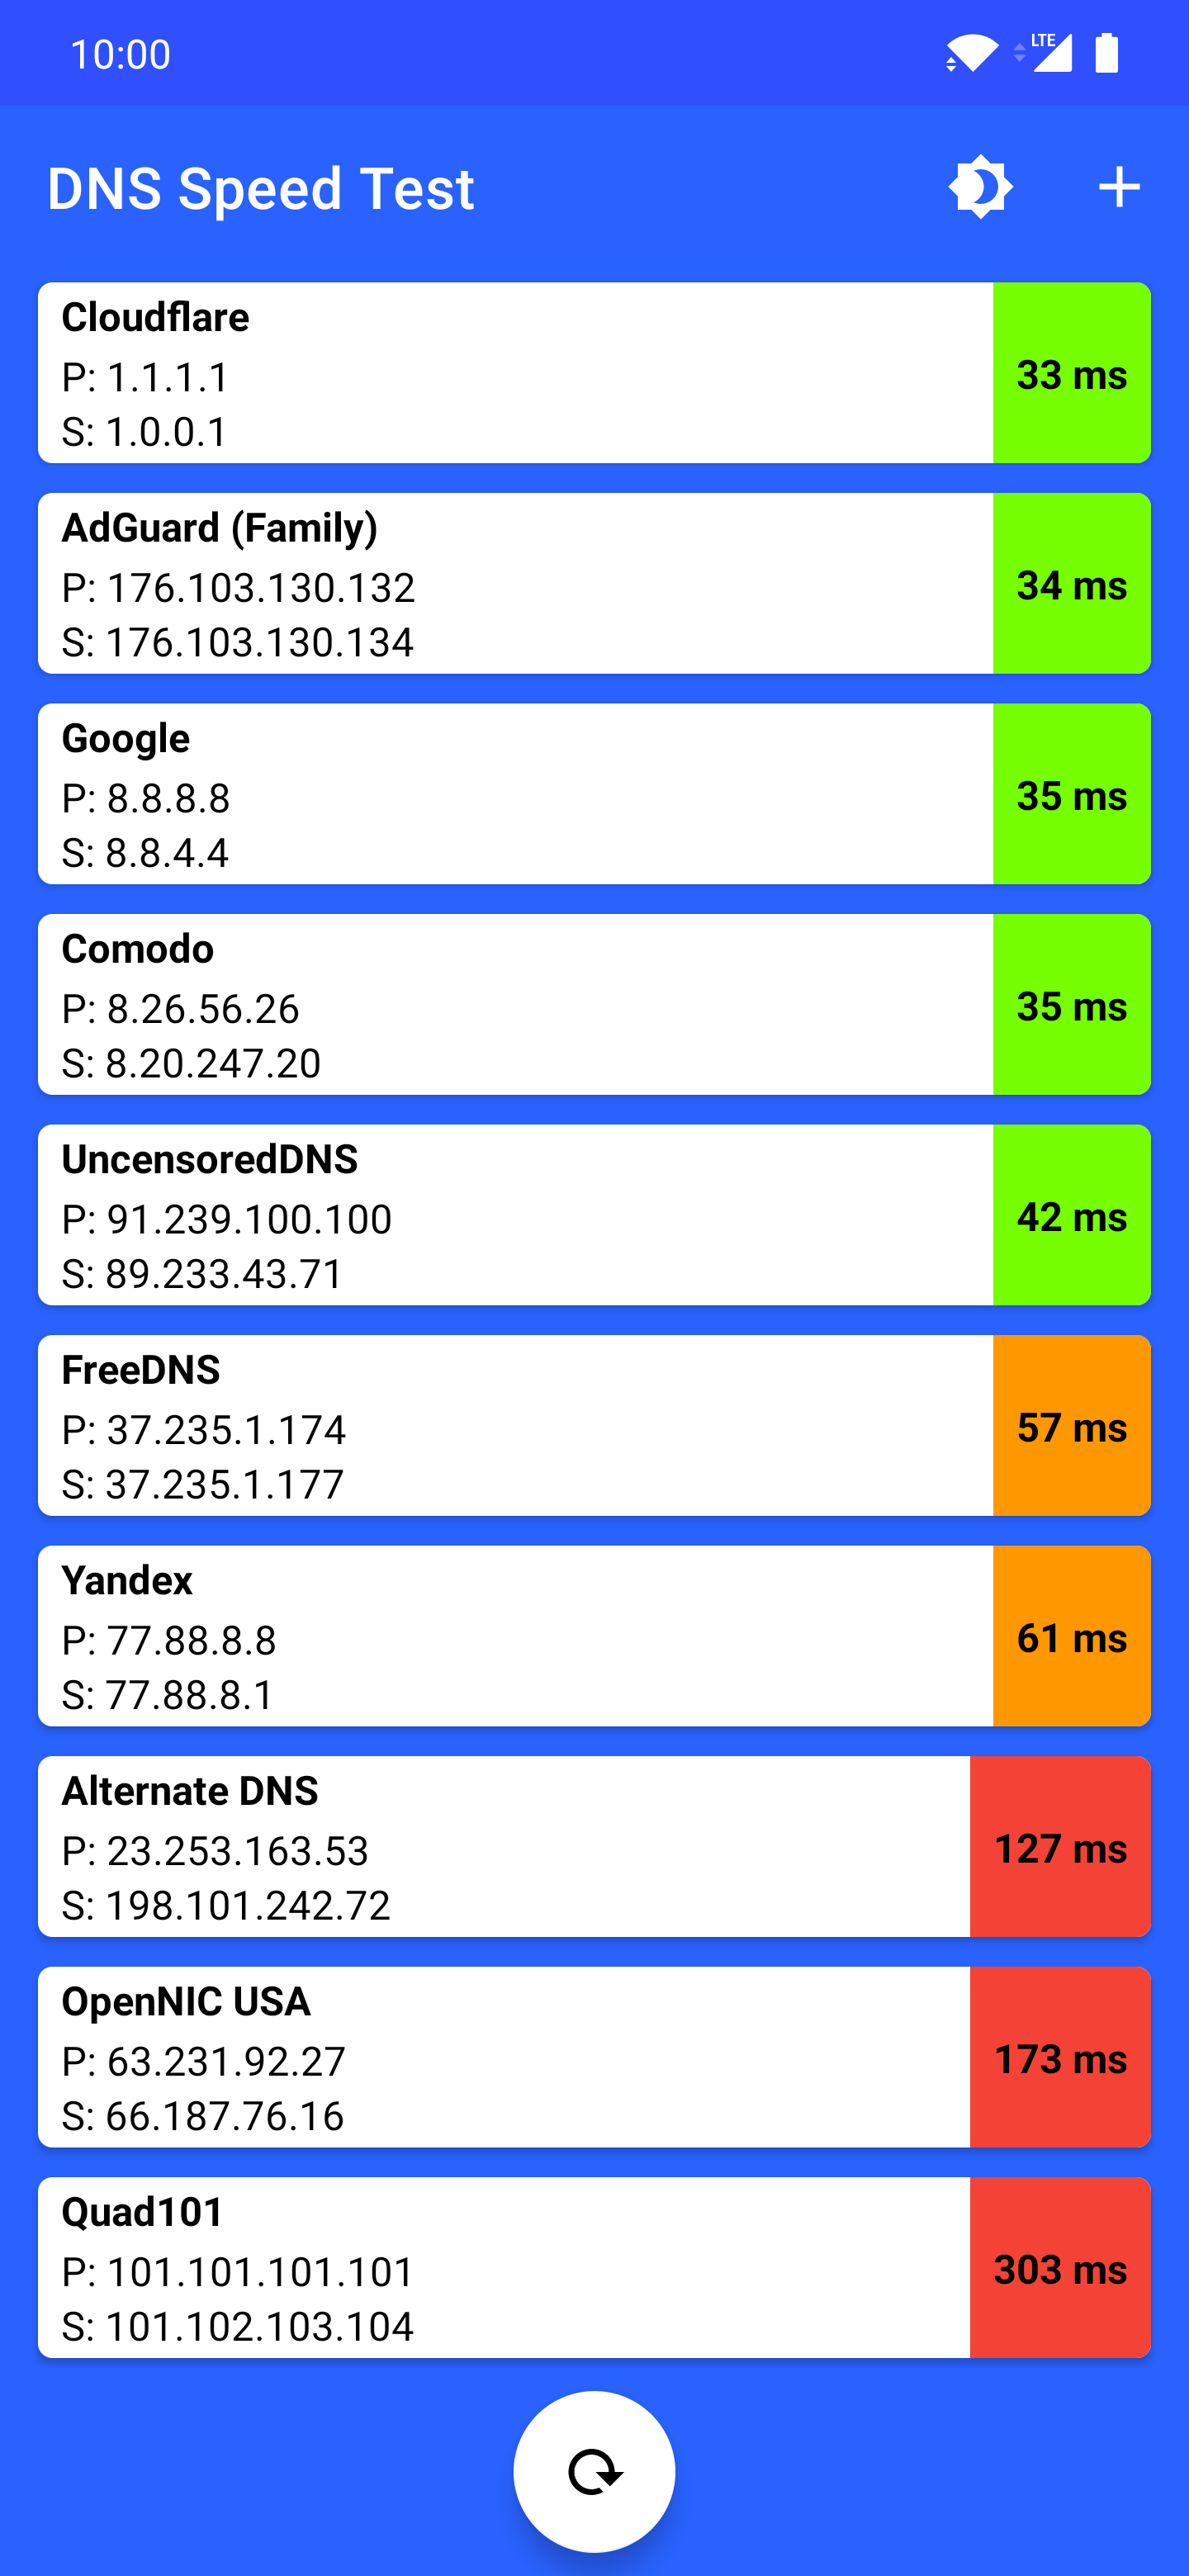 10:00
LTE
DNS Speed Test
Cloudflare
P: 1.1.1.1
S: 1.0.0.1
33 ms
AdGuard (Family)
P: 176.103.130.132
S: 176.103.130.134
34 ms
Google
P: 8.8.8.8
S: 8.8.4.4
35 ms
Comodo
P: 8.26.56.26
S: 8.20.247.20
35 ms
UncensoredDNS
P: 91.239.100.100
S: 89.233.43.71
42 ms
FreeDNS
P: 37.235.1.174
S: 37.235.1.177
57 ms
Yandex
P: 77.88.8.8
S: 77.88.8.1
61 ms
Alternate DNS
P: 23.253.163.53
S: 198.101.242.72
127 ms
OpenNIC USA
P: 63.231.92.27
S: 66.187.76.16
173 ms
Quad101
P: 101.101.101.101
S: 101.102.103.104
303 ms